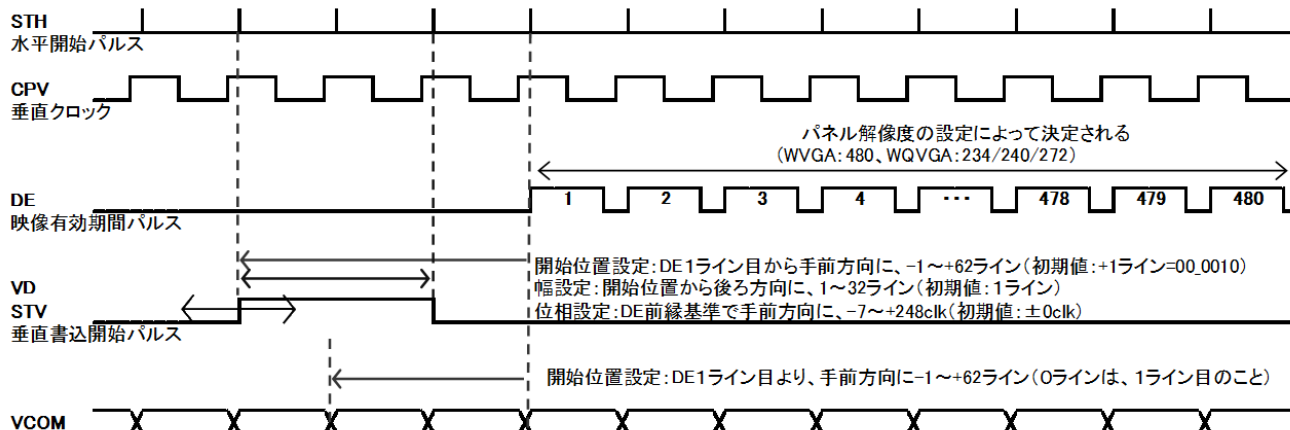 STH
水平開始パルス
CPV
垂直クロック
パネル解像度の設定によって決定される
(WVGA:480、WQVGA:234/240/272)
DE
1 2 3 4 ・・・ 478 479 480
映像有効期間パルス
開始位置設定:DE1ライン目から手前方向に、-1~+62ライン(初期値:+1ライン=00_0010)
VD
幅設定:開始位置から後ろ方向に、1~32ライン(初期値:1ライン)
STV
位相設定:DE前縁基準で手前方向に、-7~+248clk(初期値:±0clk)
垂直書込開始パルス
開始位置設定:DE1ライン目より、手前方向に-1~+62ライン(0ラインは、1ライン目のこと)
VCOM